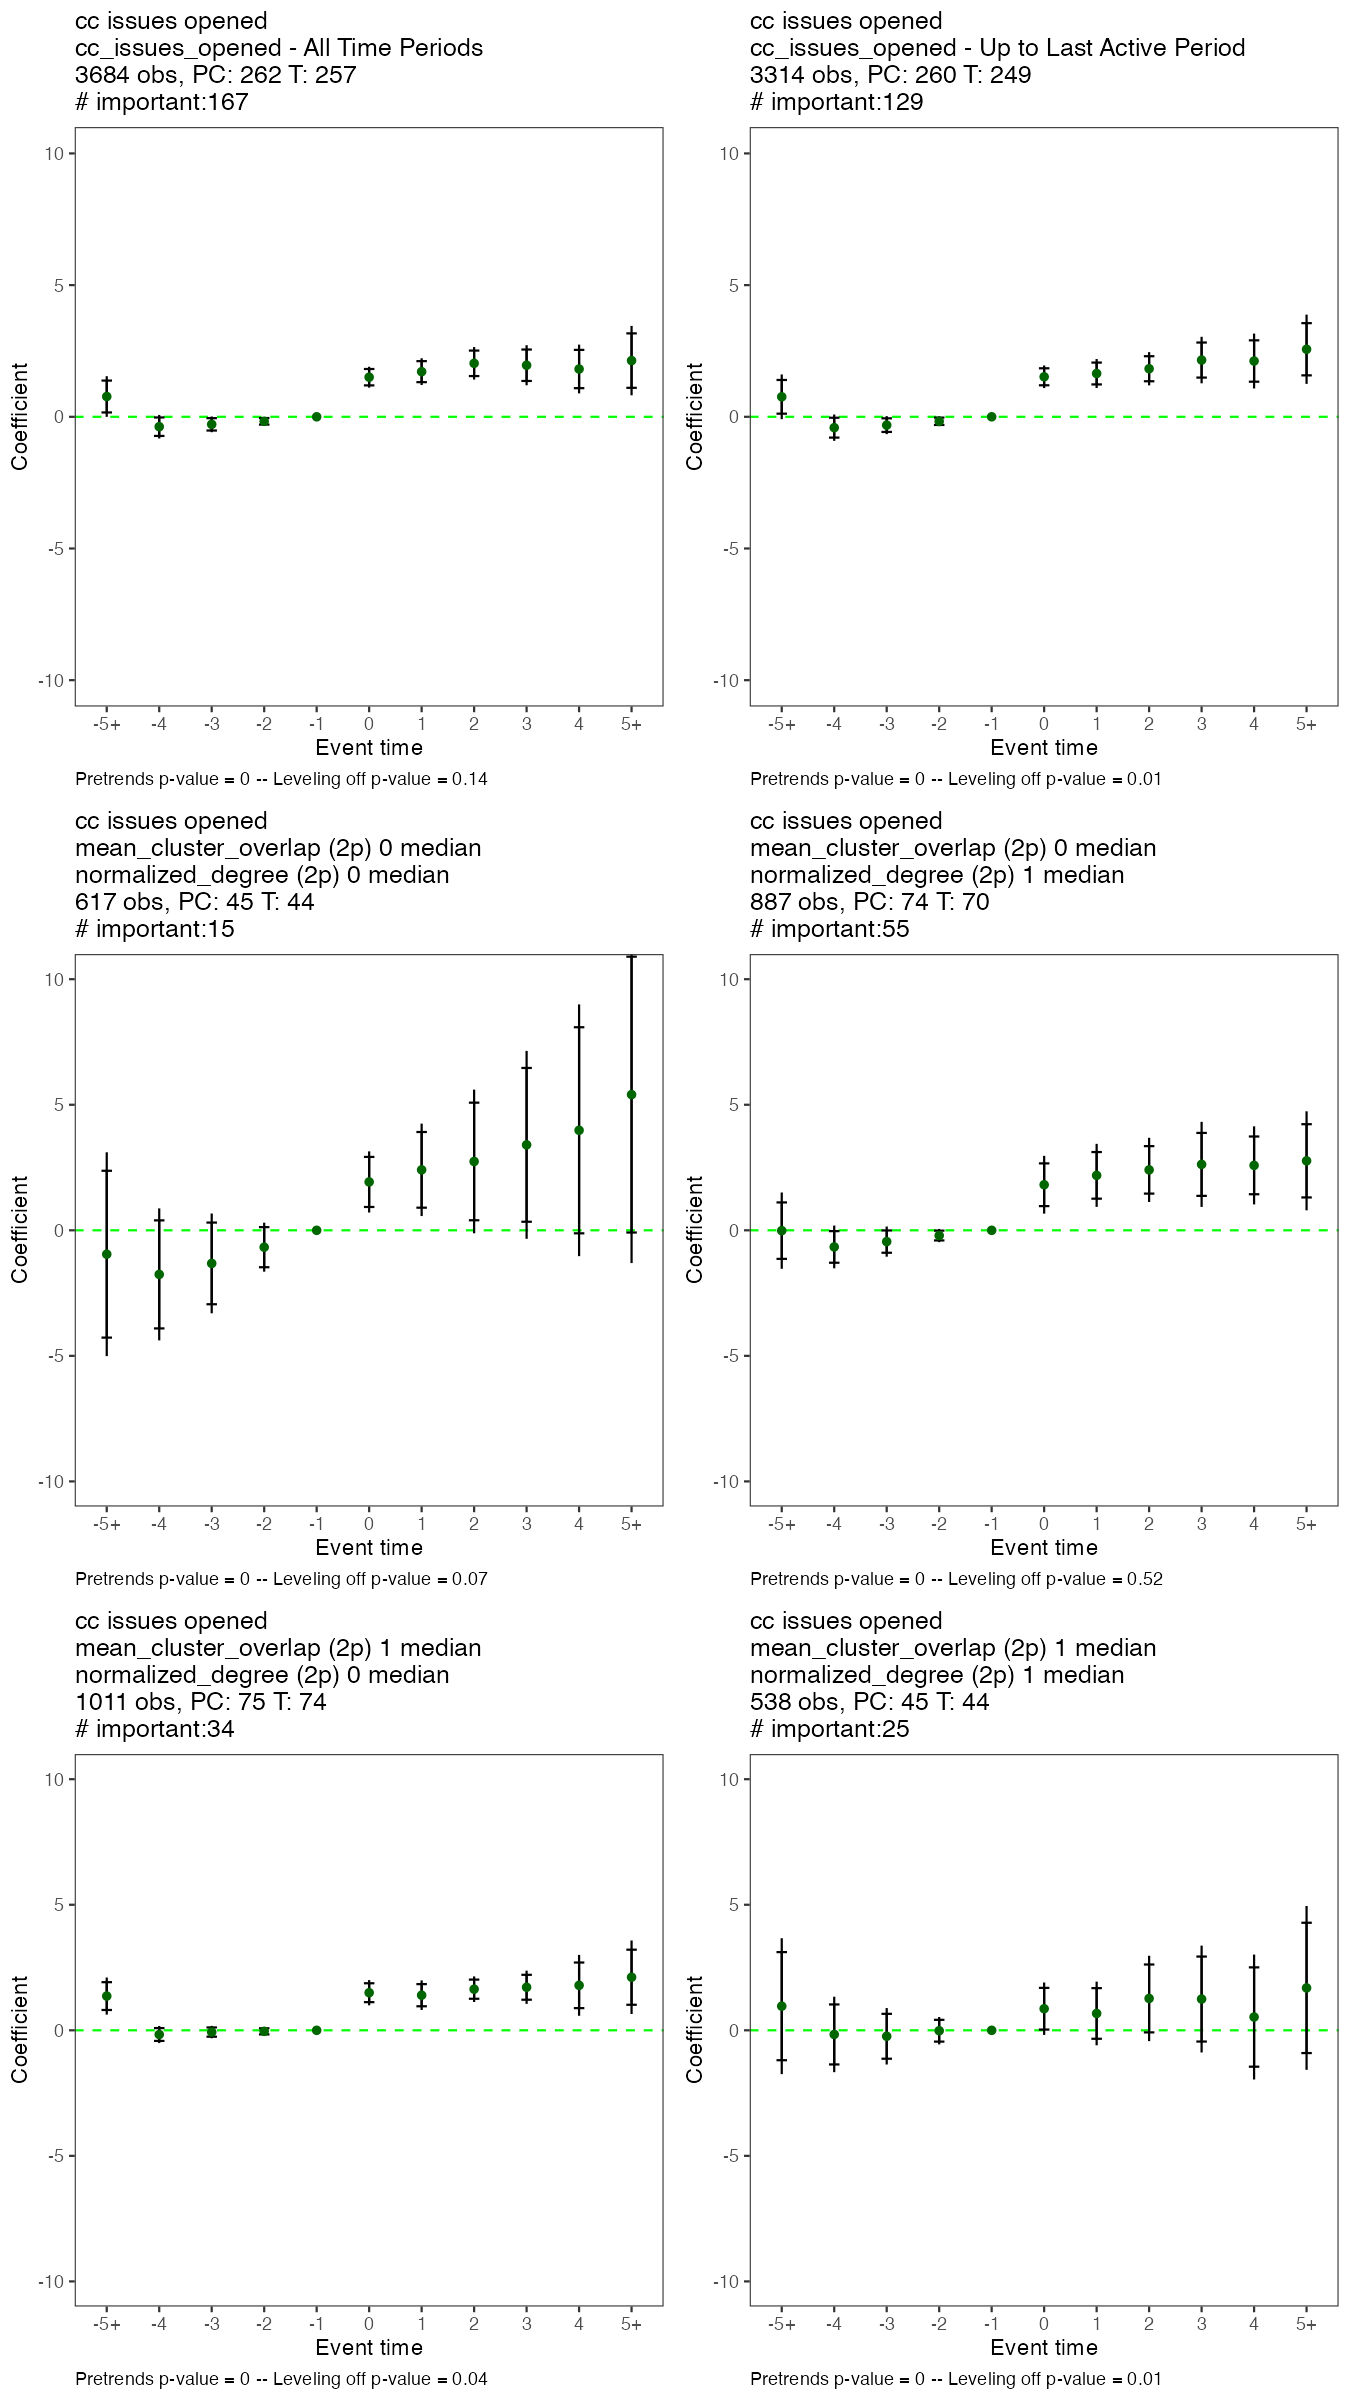 cc issues opened
cc_issues_opened - All Time Periods
3684 obs, PC: 262 T: 257
# important:167
10
5
0
-5
-10
Coefficient
-5+ -4 -3 -2 -1 0 1 2 3 4 5+
Event time
Pretrends p-value = 0 -- Leveling off p-value = 0.14
cc issues opened
cc_issues_opened - Up to Last Active Period
3314 obs, PC: 260 T: 249
# important:129
10
5
0
-5
-10
Coefficient
-5+ -4 -3 -2 -1 0 1 2 3 4 5+
Event time
Pretrends p-value = 0 -- Leveling off p-value = 0.01
cc issues opened
mean_cluster_overlap (2p) 0 median
normalized_degree (2p) 0 median
617 obs, PC: 45 T: 44
# important:15
10
5
0
-5
-10
Coefficient
-5+ -4 -3 -2 -1 0 1 2 3 4 5+
Event time
Pretrends p-value = 0 -- Leveling off p-value = 0.07
cc issues opened
mean_cluster_overlap (2p) 0 median
normalized_degree (2p) 1 median
887 obs, PC: 74 T: 70
# important:55
10
5
0
-5
-10
Coefficient
-5+ -4 -3 -2 -1 0 1 2 3 4 5+
Event time
Pretrends p-value = 0 -- Leveling off p-value = 0.52
cc issues opened
mean_cluster_overlap (2p) 1 median
normalized_degree (2p) 0 median
1011 obs, PC: 75 T: 74
# important:34
10
5
0
-5
-10
Coefficient
-5+ -4 -3 -2 -1 0 1 2 3 4 5+
Event time
Pretrends p-value = 0 -- Leveling off p-value = 0.04
cc issues opened
mean_cluster_overlap (2p) 1 median
normalized_degree (2p) 1 median
538 obs, PC: 45 T: 44
# important:25
10
5
0
-5
-10
Coefficient
-5+ -4 -3 -2 -1 0 1 2 3 4 5+
Event time
Pretrends p-value = 0 -- Leveling off p-value = 0.01